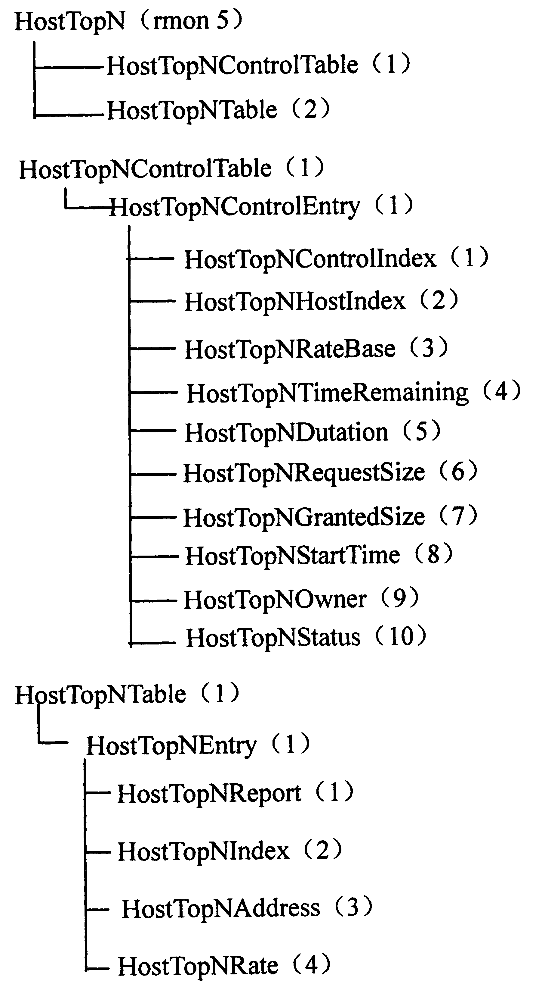 HostTopN（rmon 5）
HostTopNControlTable（1）
HostTopNTable（2）
HostTopNControlTable（1）
HostTopNControlEntry（1）
HostTopNControlIndex（1）
HostTopNHostIndex（2）
HostTopNRateBase（3）
HostTopNTimeRemaining（4）
HostTopNDutation（5）
HostTopNRequestSize（6）
HostTopNGrantedSize（7）
HostTopNStartTime（8）
HostTopNOwner（9）
HostTopNStatus（10）
HostTopNTable（1）
HostTopNEntry（1）
HostTopNReport（1）
HostTopNIndex（2）
HostTopNAddress（3）
HostTopNRate（4）